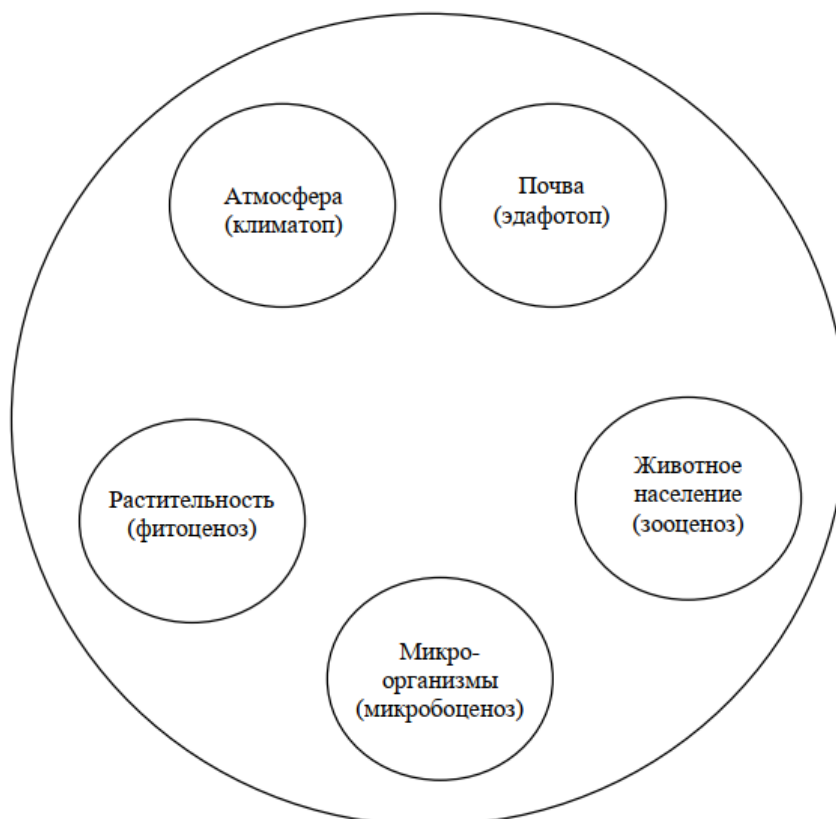 Атмосфера
(климатоп)
Почва
(эдафотоп)
Растительность
(фитоценоз)
Животное
население
(зооценоз)
Микро-
организмы
(микробоценоз)